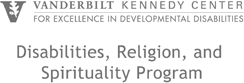 VANDERBILT KENNEDY CENTER
FOR EXCELLENCE IN DEVELOPMENTAL DISABILITIES
Disabilities, Religion, and
Spirituality Program